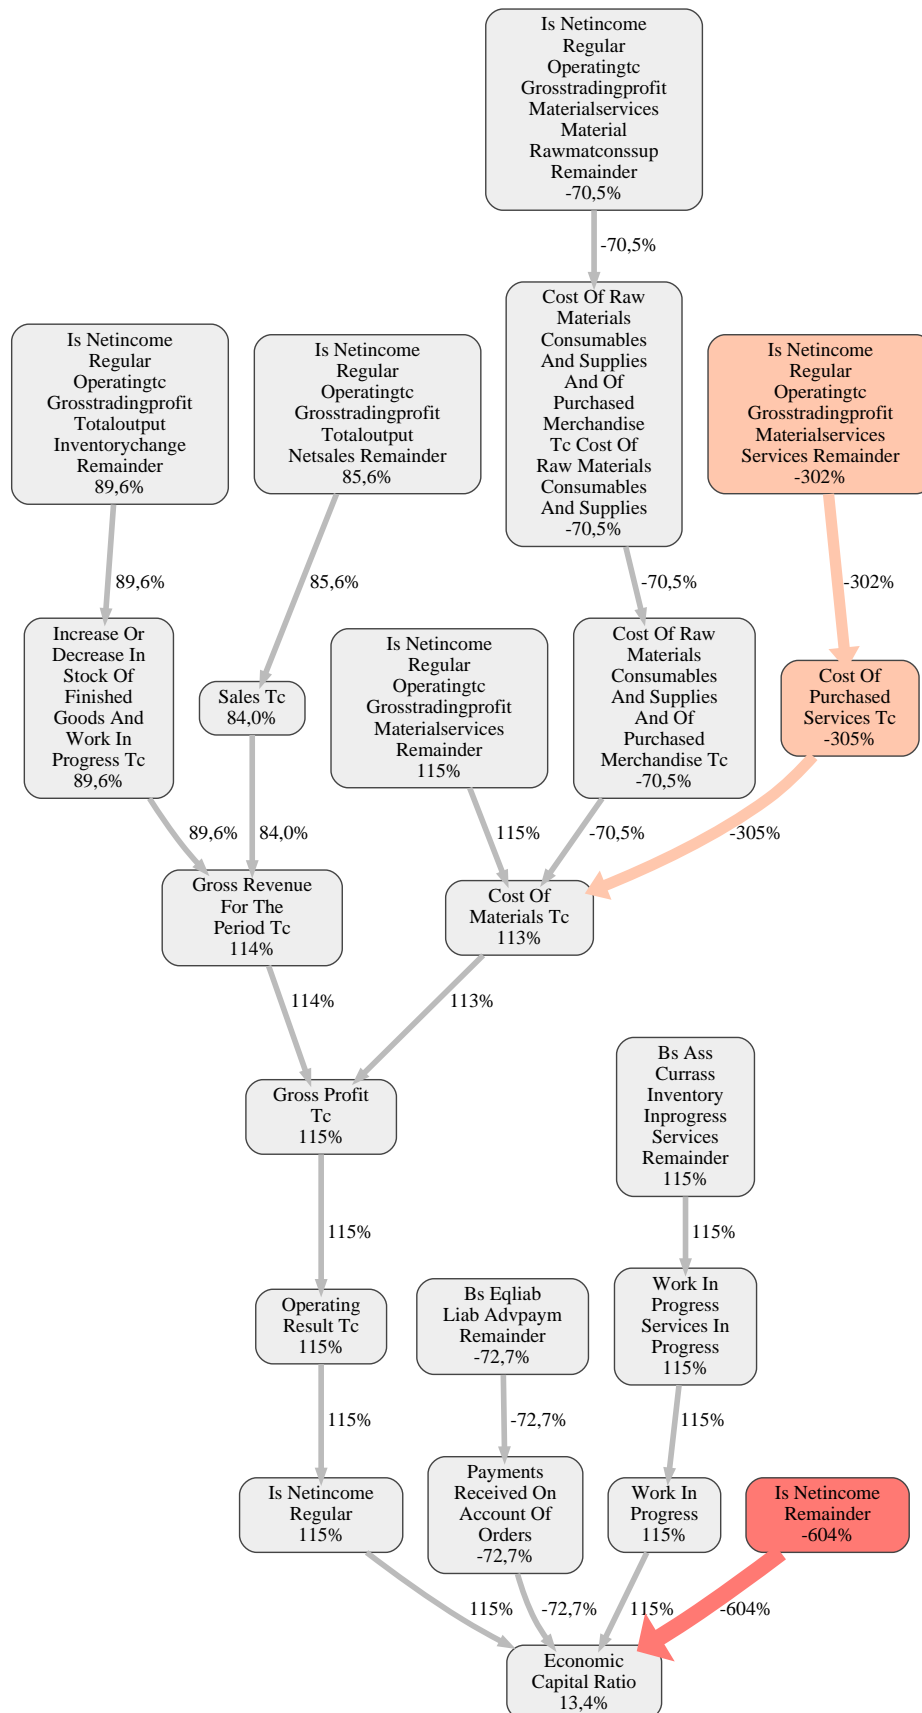 Is Netincome
Regular
Operatingtc
Grosstradingprofit
Materialservices
Material
Rawmatconssup
Remainder
-70,5%
-70,5%
Cost Of Raw
Materials
Consumables
And Supplies
And Of
Purchased
Merchandise
Tc Cost Of
Raw Materials
Consumables
And Supplies
-70,5%
Is Netincome
Regular
Operatingtc
Grosstradingprofit
Totaloutput
Inventorychange
Remainder
89,6%
Is Netincome
Regular
Operatingtc
Grosstradingprofit
Totaloutput
Netsales Remainder
85,6%
Is Netincome
Regular
Operatingtc
Grosstradingprofit
Materialservices
Services Remainder
-302%
89,6%
85,6%
-70,5%
-302%
Increase Or
Decrease In
Stock Of
Finished
Goods And
Work In
Progress Tc
89,6%
Sales Tc
84,0%
Is Netincome
Regular
Operatingtc
Grosstradingprofit
Materialservices
Remainder
115%
Cost Of Raw
Materials
Consumables
And Supplies
And Of
Purchased
Merchandise Tc
-70,5%
Cost Of
Purchased
Services Tc
-305%
89,6%
84,0%
115%
-70,5%
-305%
Gross Revenue
For The
Period Tc
114%
Cost Of
Materials Tc
113%
114%
113%
Gross Profit
Tc
115%
Bs Ass
Currass
Inventory
Inprogress
Services
Remainder
115%
115%
115%
Operating
Result Tc
115%
Bs Eqliab
Liab Advpaym
Remainder
-72,7%
Work In
Progress
Services In
Progress
115%
115%
-72,7%
115%
Is Netincome
Regular
115%
Payments
Received On
Account Of
Orders
-72,7%
Work In
Progress
115%
Is Netincome
Remainder
-604%
115%
-72,7%
115%
-604%
Economic
Capital Ratio
13,4%